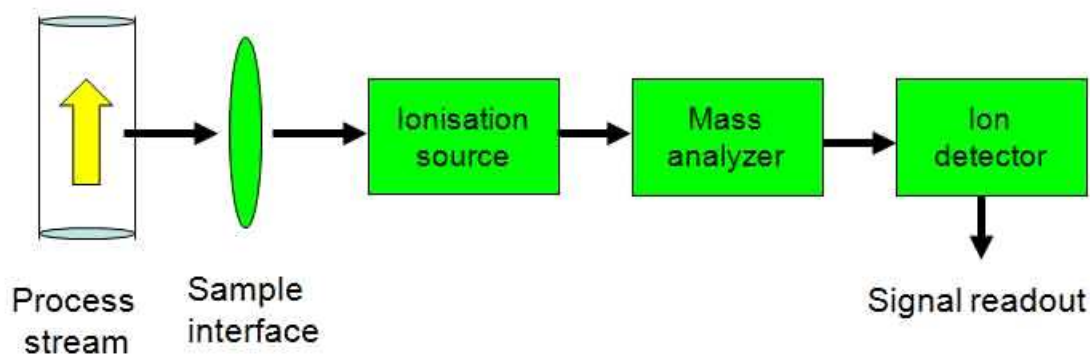 Ionisation
source
Mass
analyzer
Ion
detector
Process
stream
Sample
interface
Signal readout